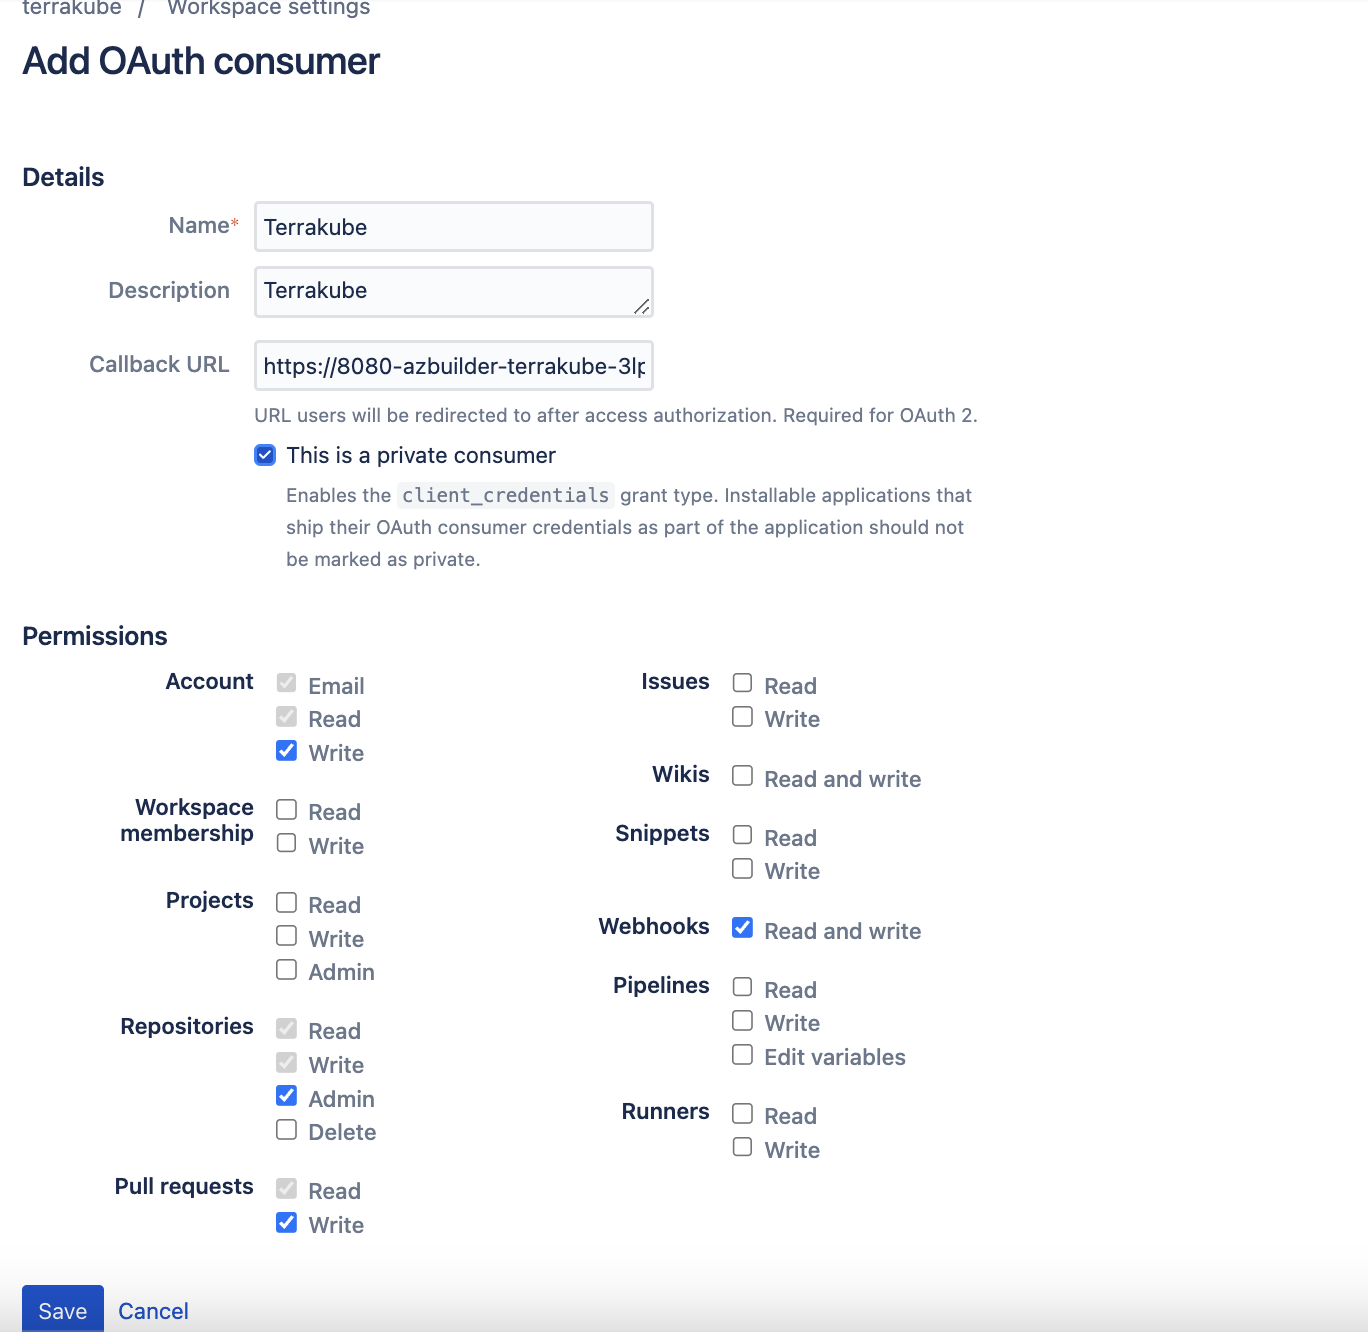 terrakube / Workspace settings
Add OAuth consumer
Details
Name*
Terrakube
Description
Terrakube
Callback URL
https://8080-azbuilder-terrakube-3lp
URL users will be redirected to after access authorization. Required for OAuth 2.
This is a private consumer
Enables the client_credentials grant type. Installable applications that
ship their OAuth consumer credentials as part of the application should not
be marked as private.
Permissions
Account
Email
Read
Write
Workspace
membership
Read
Write
Projects
Read
Write
Admin
Repositories
Read
Write
Admin
Delete
Pull requests
Read
Write
Issues
Read
Write
Wikis
Read and write
Snippets
Read
Write
Webhooks
Read and write
Pipelines
Read
Write
Edit variables
Runners
Read
Write
Save
Cancel